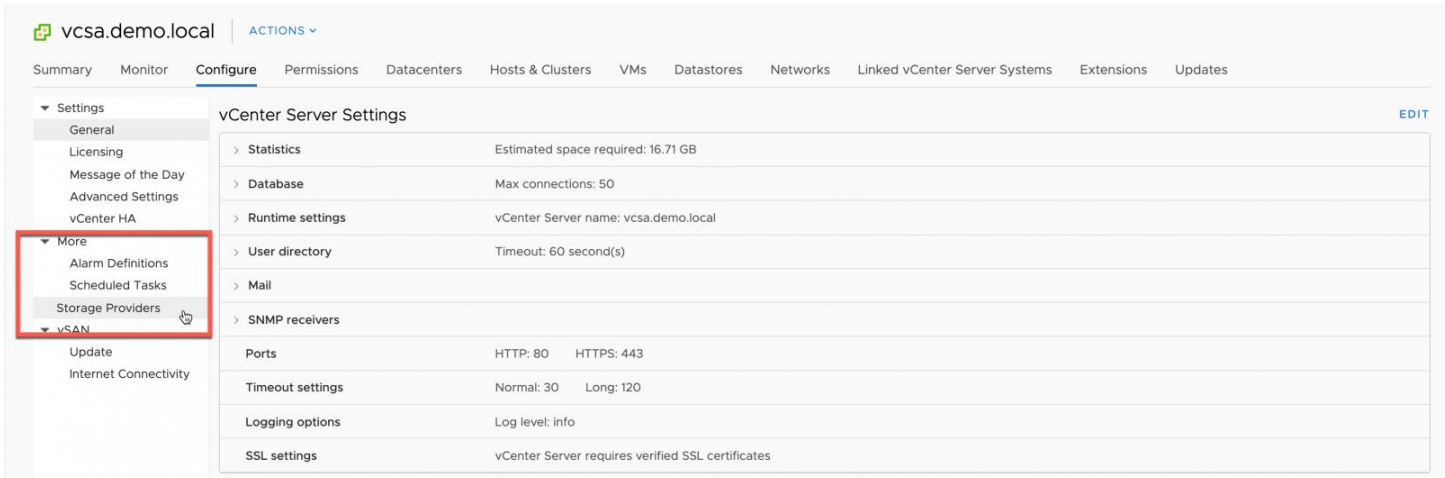 vcsa.demo.local ACTIONS
Summary Monitor Configure Permissions Datacenters Hosts & Clusters VMs Datastores Networks Linked vCenter Server Systems Extensions Updates
Settings
General
Licensing
Message of the Day
Advanced Settings
vCenter HA
More
Alarm Definitions
Scheduled Tasks
Storage Providers
vSAN
Update
Internet Connectivity
vCenter Server Settings EDIT
Statistics Estimated space required: 16.71 GB
Database Max connections: 50
Runtime settings vCenter Server name: vcsa.demo.local
User directory Timeout: 60 second(s)
Mail
SNMP receivers
Ports HTTP: 80 HTTPS: 443
Timeout settings Normal: 30 Long: 120
Logging options Log level: info
SSL settings vCenter Server requires verified SSL certificates